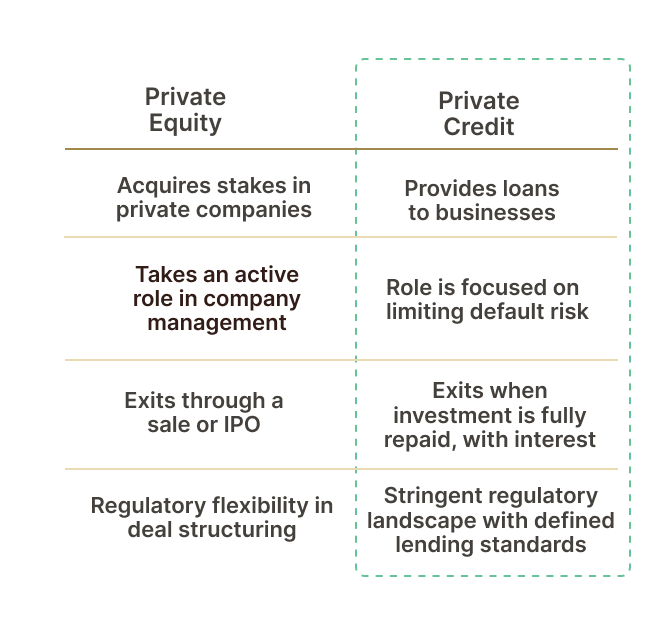 Private
Equity
Private
Credit
Acquires stakes in
private companies
Provides loans
to businesses
Takes an active
role in company
management
Role is focused on
limiting default risk
Exits through a
sale or IPO
Exits when
investment is fully
repaid, with interest
Regulatory flexibility in
deal structuring
Stringent regulatory
landscape with defined
lending standards